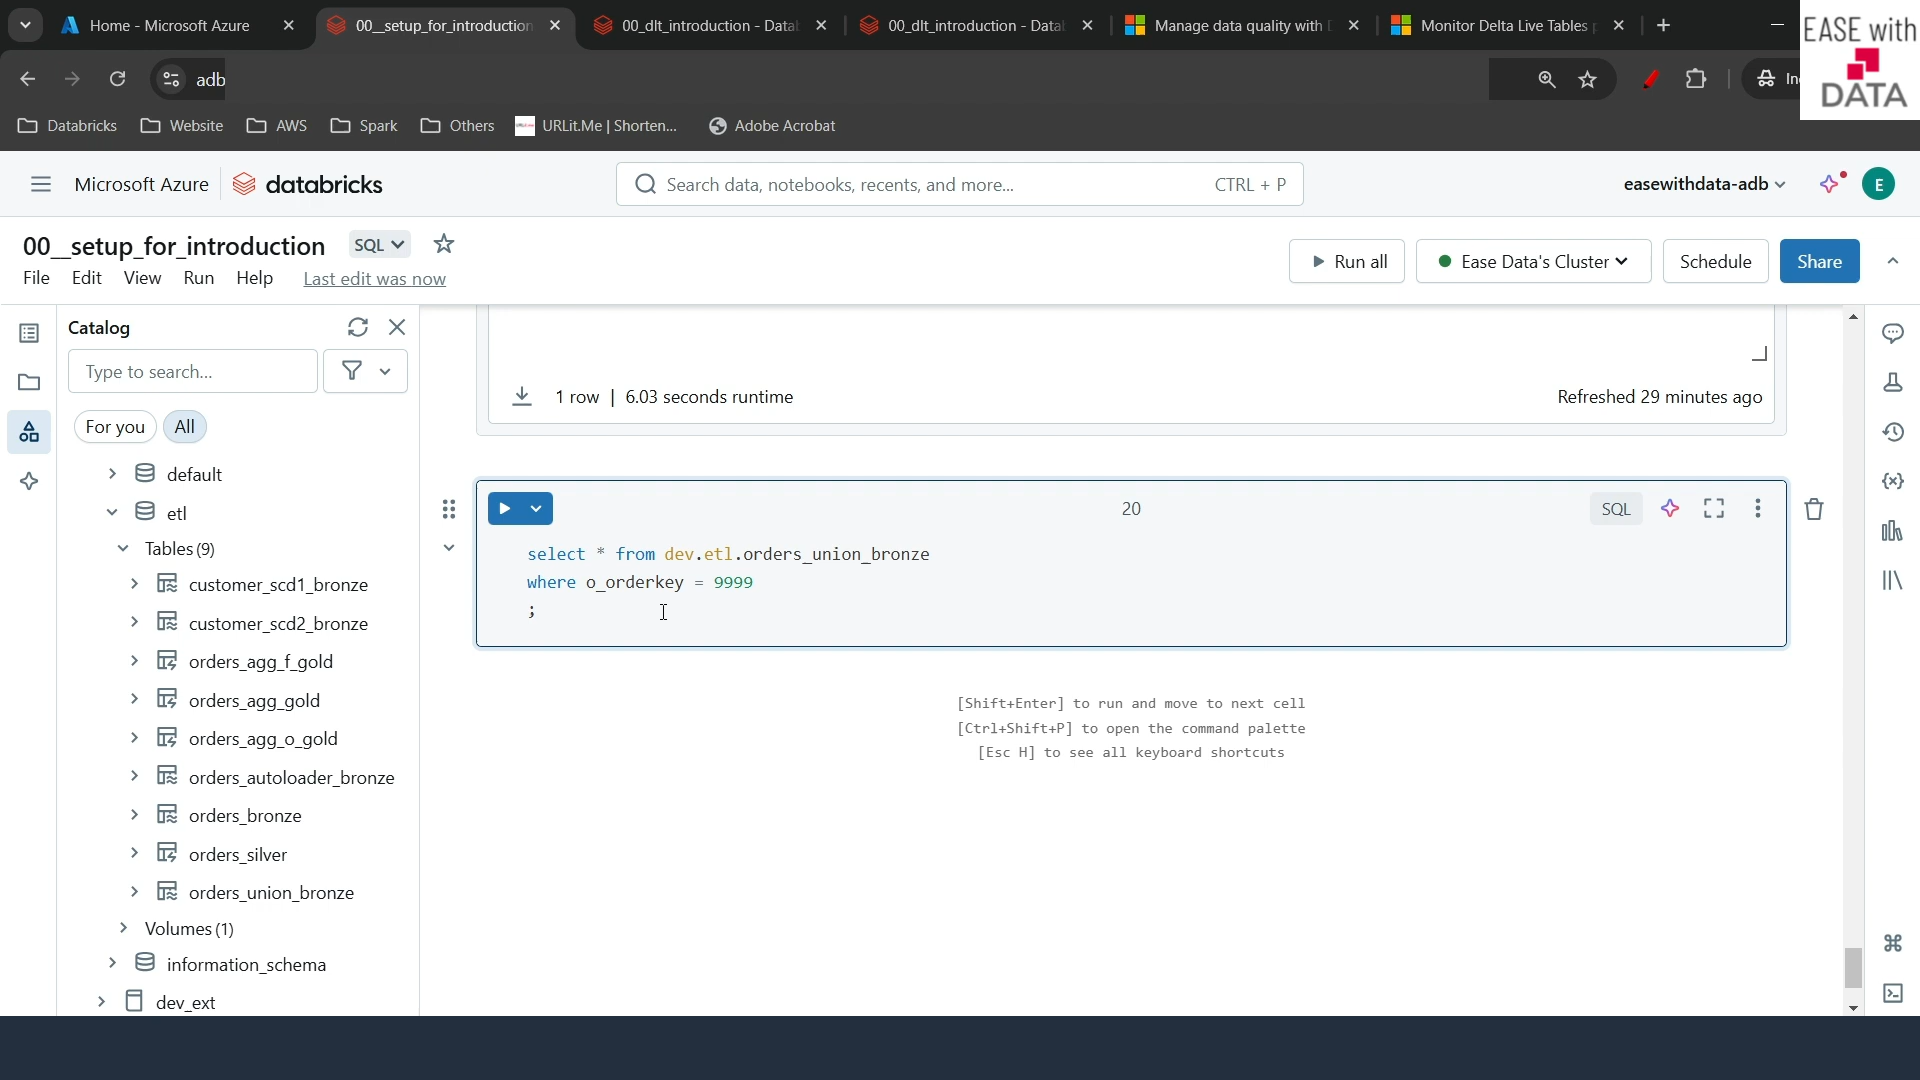 Home - Microsoft Azure
00__setup_for_introduction
00_dlt_introduction - Datab
00_dlt_introduction - Datab
Manage data quality with D
Monitor Delta Live Tables p
EASE with
DATA
adb
Databricks
Website
AWS
Spark
Others
URLit.Me | Shorten...
Adobe Acrobat
Microsoft Azure
databricks
Search data, notebooks, recents, and more...
CTRL + P
easewithdata-adb
E
00__setup_for_introduction
SQL
File
Edit
View
Run
Help
Last edit was now
Run all
Ease Data's Cluster
Schedule
Share
Catalog
Type to search...
For you
All
default
etl
Tables (9)
customer_scd1_bronze
customer_scd2_bronze
orders_agg_f_gold
orders_agg_gold
orders_agg_o_gold
orders_autoloader_bronze
orders_bronze
orders_silver
orders_union_bronze
Volumes (1)
information_schema
dev_ext
1 row | 6.03 seconds runtime
Refreshed 29 minutes ago
20
SQL
select * from dev.etl.orders_union_bronze
where o_orderkey = 9999
;
[Shift+Enter] to run and move to next cell
[Ctrl+Shift+P] to open the command palette
[Esc H] to see all keyboard shortcuts